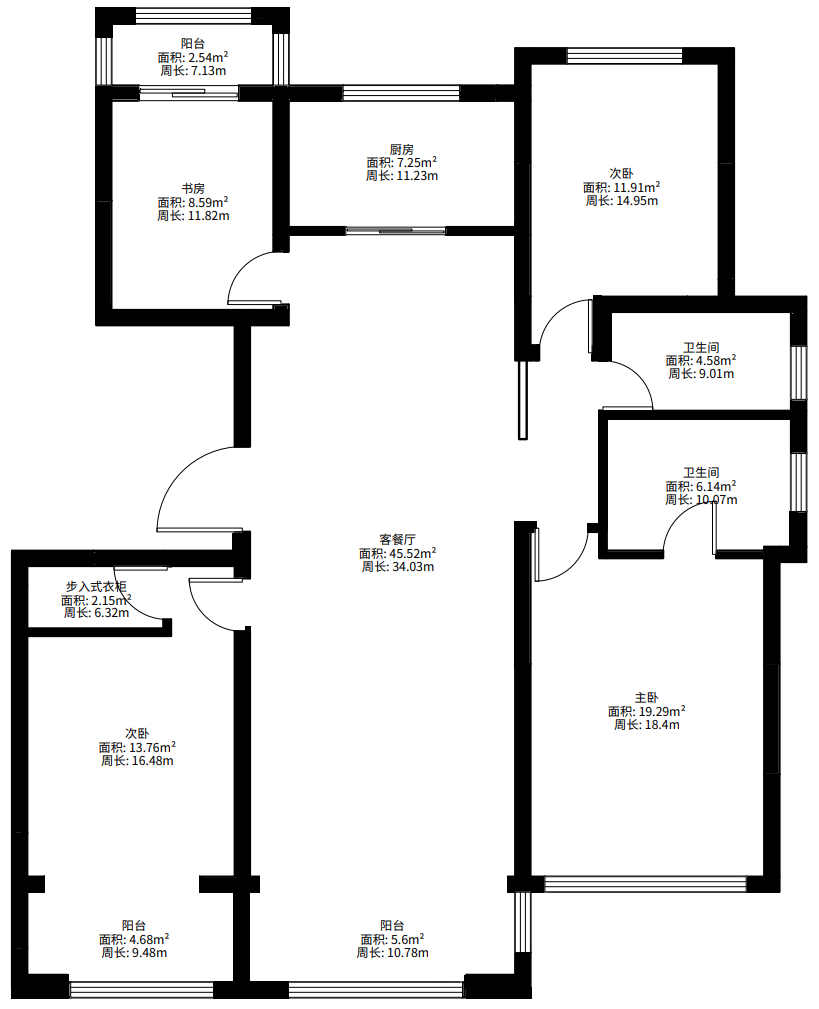 阳台
面积: 2.54m²
周长: 7.13m
厨房
面积: 7.25m²
周长: 11.23m
次卧
面积: 11.91m²
周长: 14.95m
书房
面积: 8.59m²
周长: 11.82m
卫生间
面积: 4.58m²
周长: 9.01m
卫生间
面积: 6.14m²
周长: 10.07m
客餐厅
面积: 45.52m²
周长: 34.03m
步入式衣柜
面积: 2.15m²
周长: 6.32m
主卧
面积: 19.29m²
周长: 18.4m
次卧
面积: 13.76m²
周长: 16.48m
阳台
面积: 4.68m²
周长: 9.48m
阳台
面积: 5.6m²
周长: 10.78m